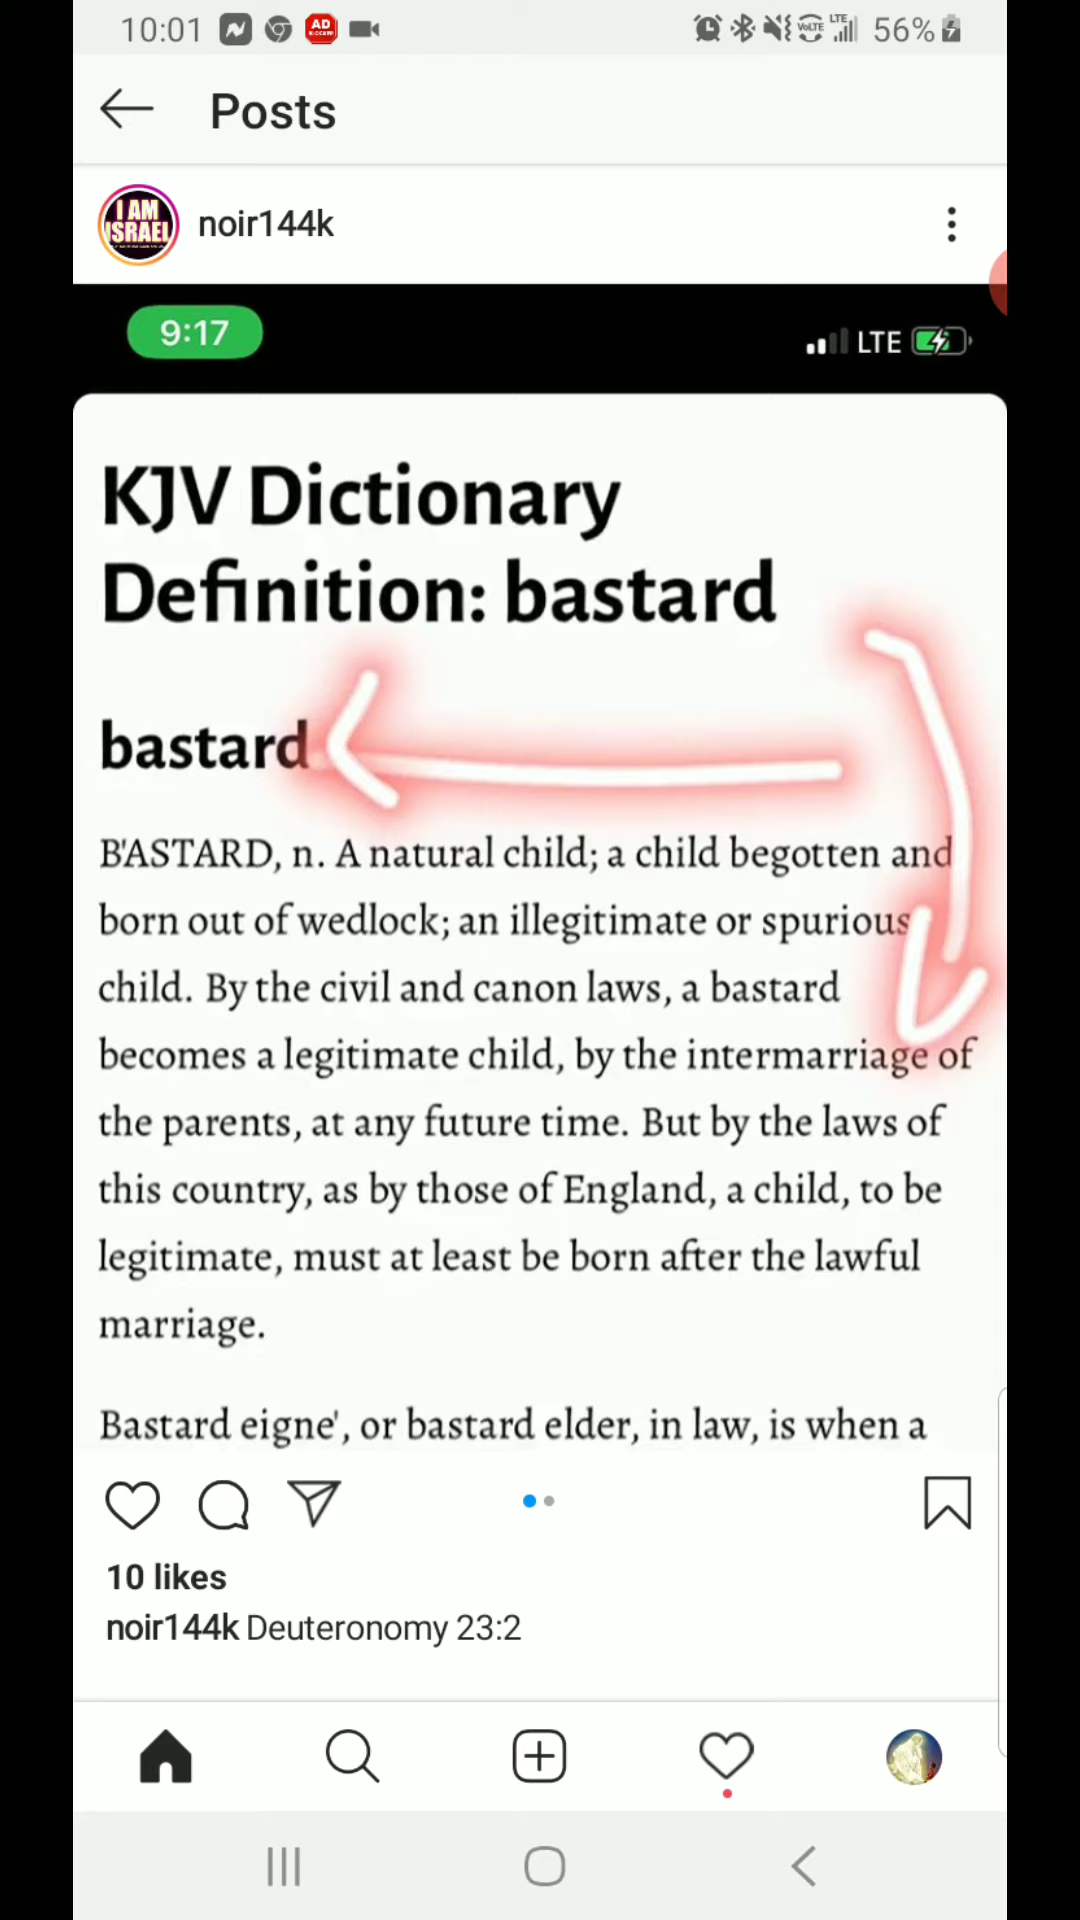 10:01 AD 56%
VoLTE LTE
Posts
I AM
ISRAEL
noir144k
9:17 LTE
KJV Dictionary
Definition: bastard
bastard
B'ASTARD, n. A natural child; a child begotten and
born out of wedlock; an illegitimate or spurious
child. By the civil and canon laws, a bastard
becomes a legitimate child, by the intermarriage of
the parents, at any future time. But by the laws of
this country, as by those of England, a child, to be
legitimate, must at least be born after the lawful
marriage.
Bastard eigne', or bastard elder, in law, is when a
10 likes
noir144k Deuteronomy 23:2